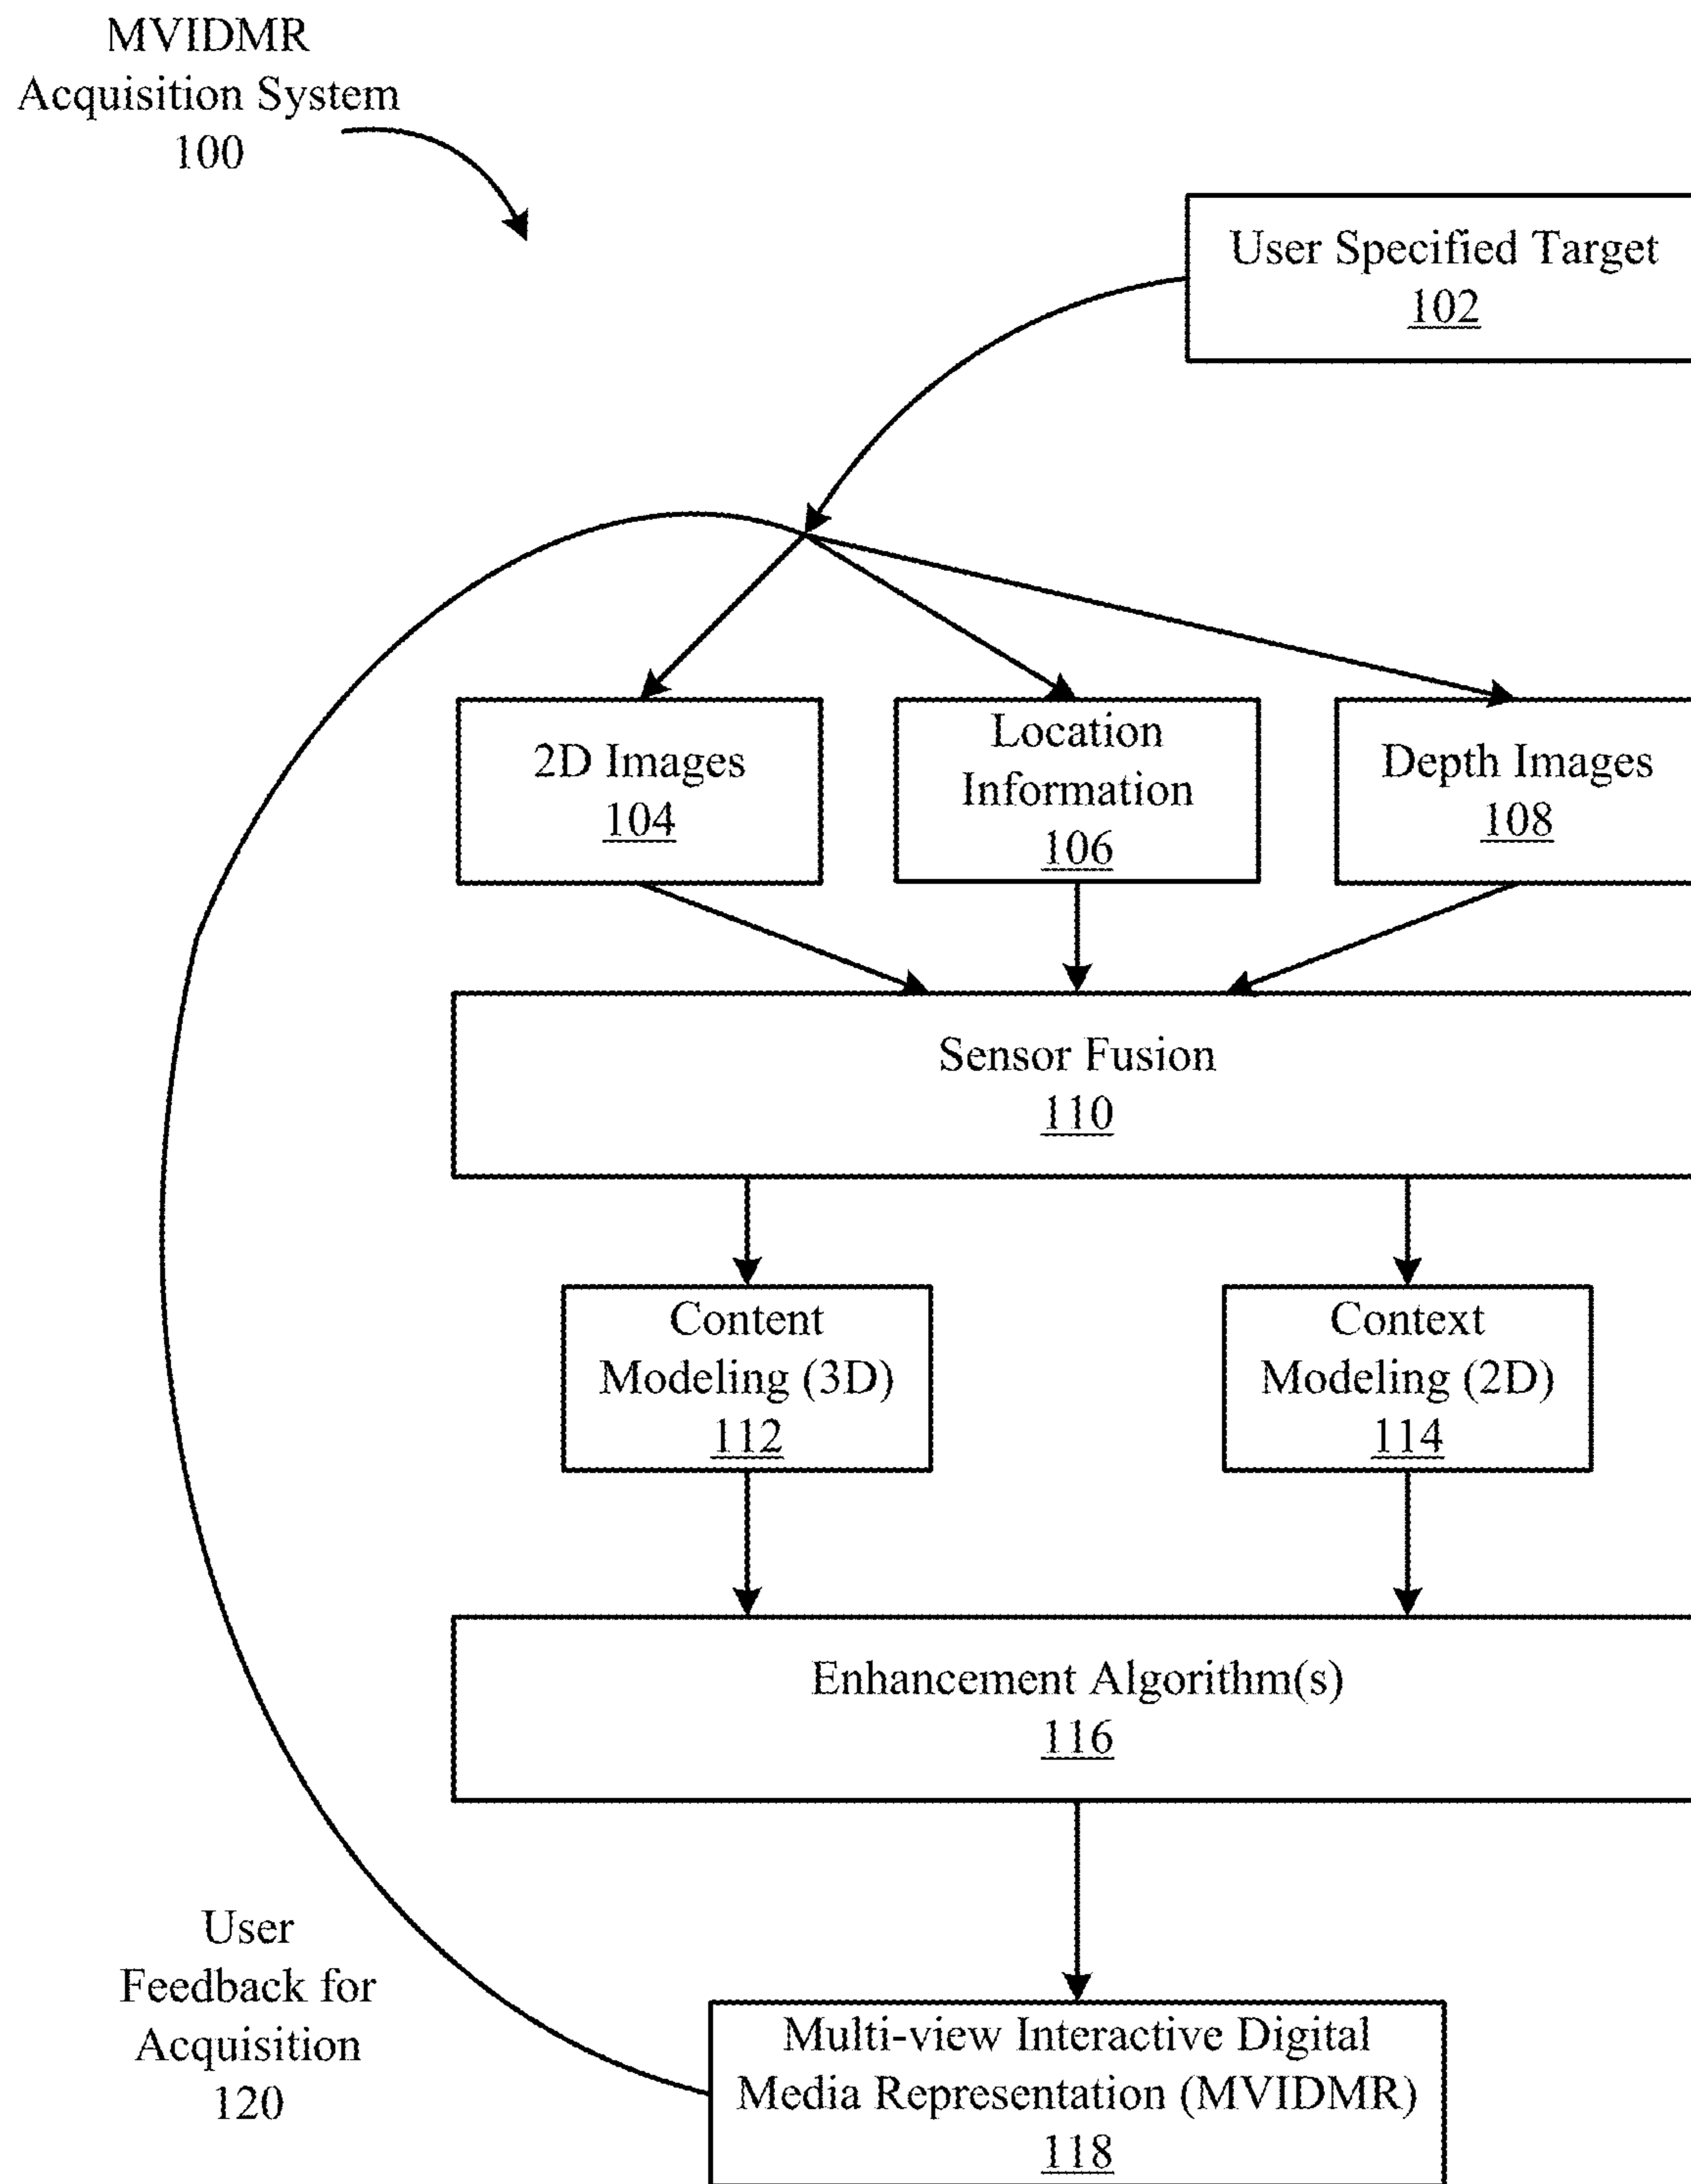 MVIDMR
Acquisition System
100
User Specified Target
102
2D Images
104
Location
Information
106
Depth Images
108
Sensor Fusion
110
Content
Modeling (3D)
112
Context
Modeling (2D)
114
Enhancement Algorithm(s)
116
User
Feedback for
Acquisition
120
Multi-view Interactive Digital
Media Representation (MVIDMR)
118